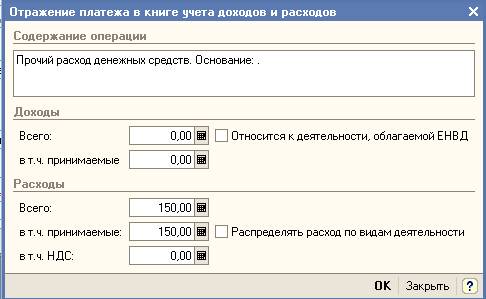 Отражение платежа в книге учета доходов и расходов
Содержание операции
Прочий расход денежных средств. Основание: .
Доходы
Всего: 0,00 Относится к деятельности, облагаемой ЕНВД
в т.ч. принимаемые 0,00
Расходы
Всего: 150,00
в т.ч. принимаемые: 150,00 Распределять расход по видам деятельности
в т.ч. НДС: 0,00
OK Закрыть ?